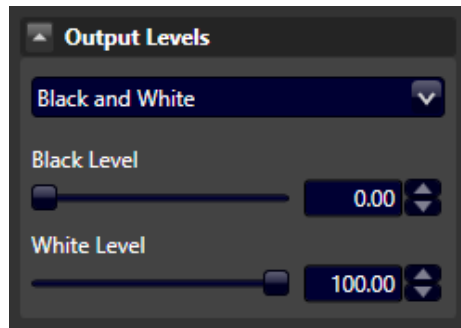 Output Levels
Black and White
Black Level
0.00
White Level
100.00